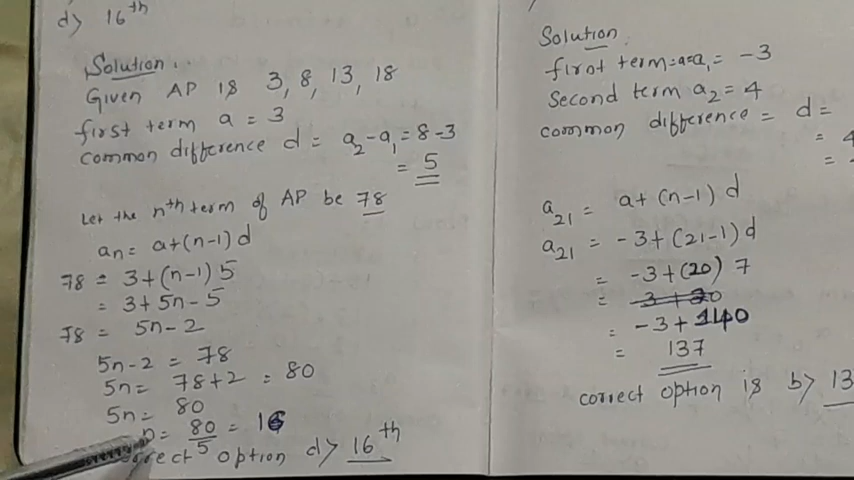 d) 16th
Solution:
Given AP is 3, 8, 13, 18
first term a = 3
common difference d = a2 - a1 = 8-3
= 5
Let the nth term of AP be 78
an = a+(n-1)d
78 = 3+(n-1)5
= 3+5n-5
78 = 5n-2
5n-2 = 78
5n = 78+2 = 80
5n = 80
n = 80/5 = 16
option d) 16th
Solution:
first term = a = a1 = -3
Second term a2 = 4
common difference = d =
= 4
=
a21 = a+(n-1)d
a21 = -3+(21-1)d
= -3+(20) 7
= -3+140
= 137
correct option is b) 13